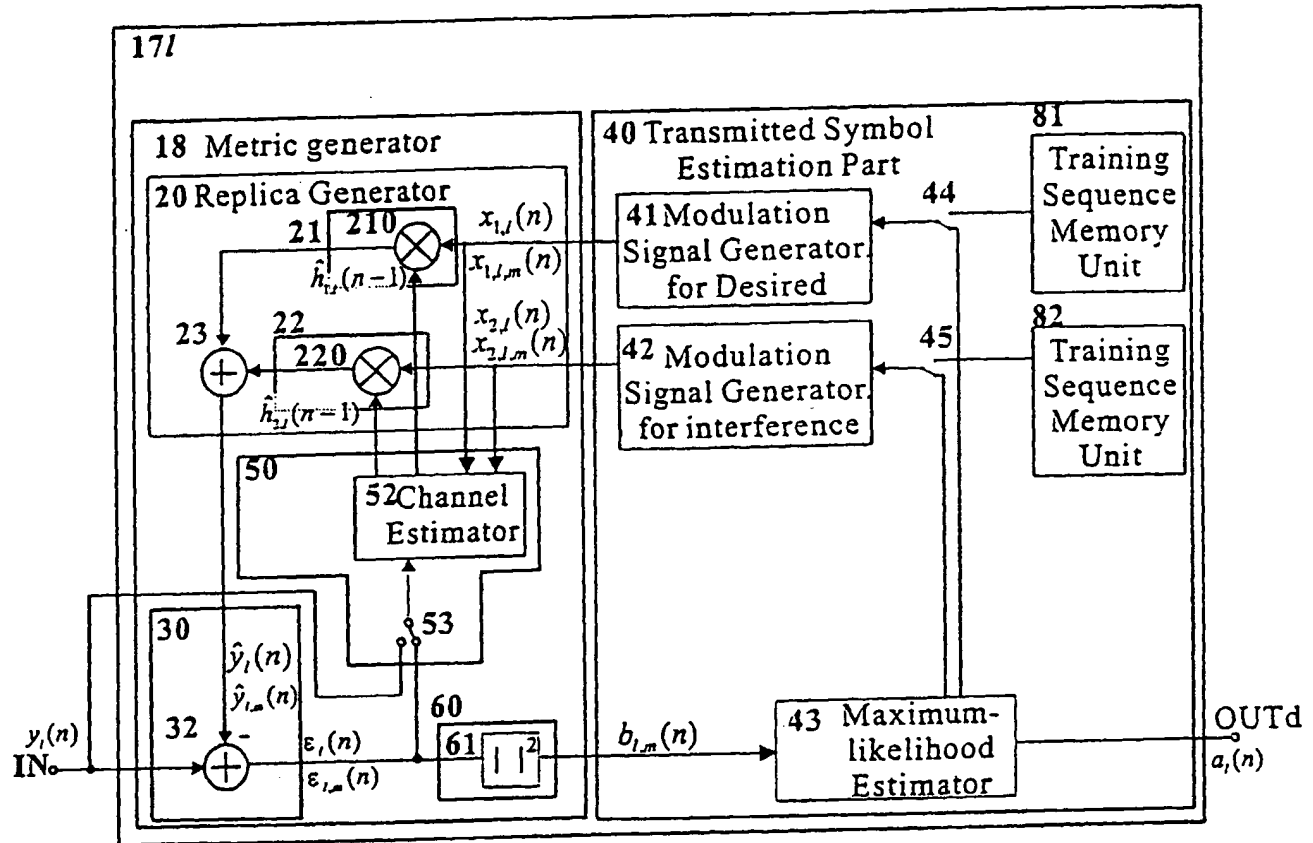 17l
18 Metric generator
20 Replica Generator
21
210
x₁,ₗ(n)
x₁,ₗ,ₘ(n)
ĥ₁,ₗ(n−1)
23
22
220
x₂,ₗ(n)
x₂,ₗ,ₘ(n)
ĥ₂,ₗ(n−1)
50
52 Channel
Estimator
53
30
ŷₗ(n)
ŷₗ,ₘ(n)
32
-
+
+
yₗ(n)
IN
εₗ(n)
εₗ,ₘ(n)
60
61
| |²
40 Transmitted Symbol
Estimation Part
41 Modulation
Signal Generator.
for Desired
42 Modulation
Signal Generator.
for interference
44
45
81
Training
Sequence
Memory
Unit
82
Training
Sequence
Memory
Unit
bₗ,ₘ(n)
43 Maximum-
likelihood
Estimator
OUTd
aₗ(n)